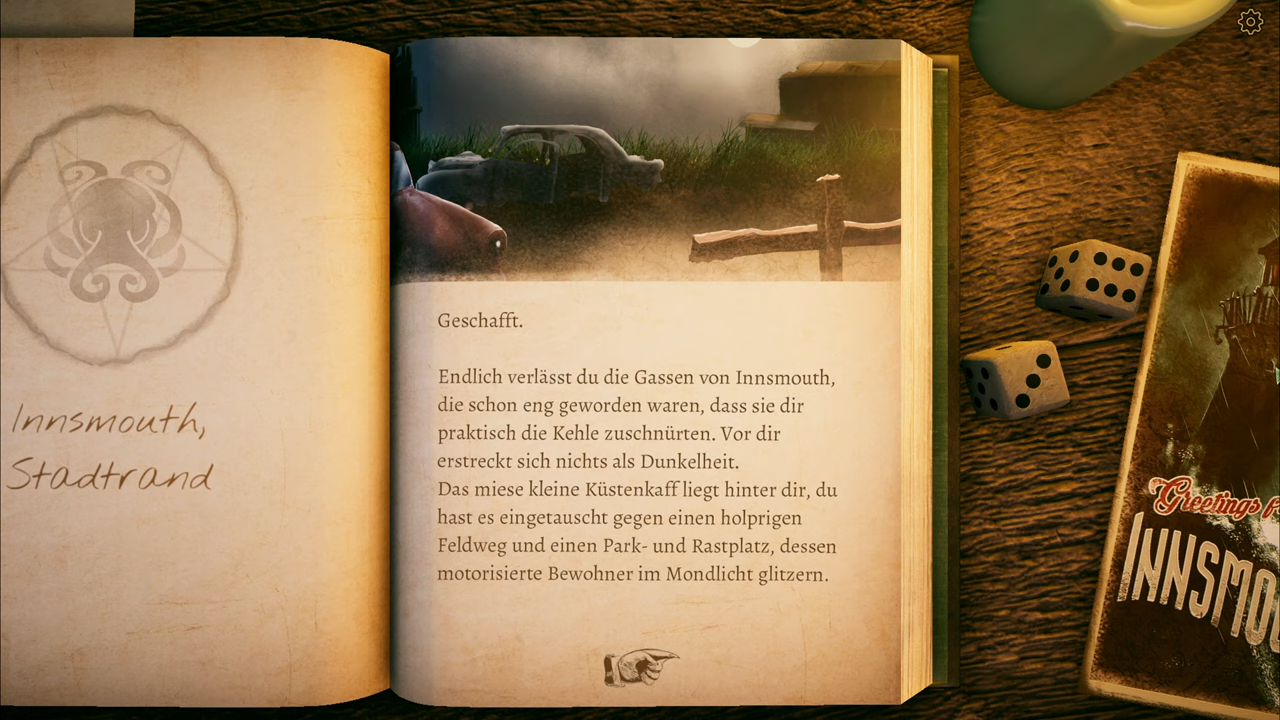 Innsmouth,
Stadtrand
Geschafft.
Endlich verlässt du die Gassen von Innsmouth,
die schon eng geworden waren, dass sie dir
praktisch die Kehle zuschnürten. Vor dir
erstreckt sich nichts als Dunkelheit.
Das miese kleine Küstenkaff liegt hinter dir, du
hast es eingetauscht gegen einen holprigen
Feldweg und einen Park- und Rastplatz, dessen
motorisierte Bewohner im Mondlicht glitzern.
Greetings f
INNSMO